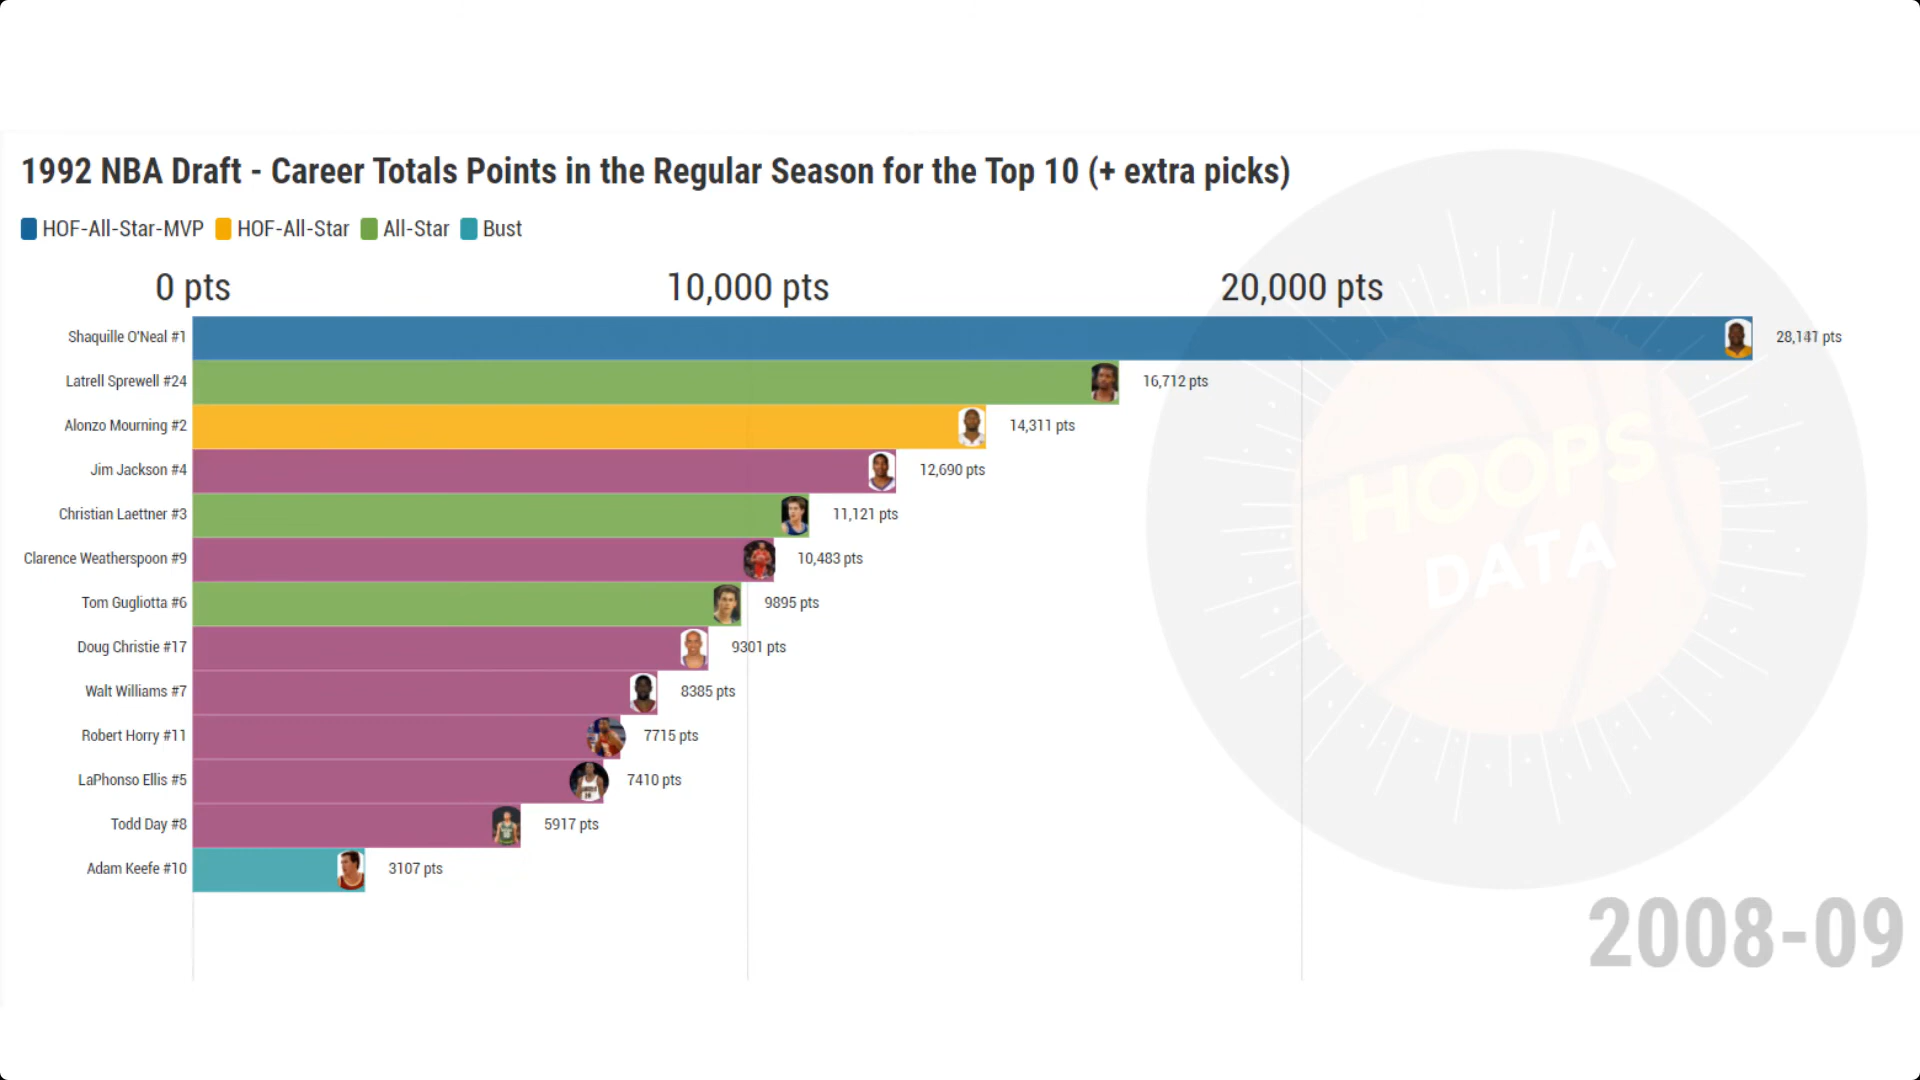 1992 NBA Draft - Career Totals Points in the Regular Season for the Top 10 (+ extra picks)
HOF-All-Star-MVP HOF-All-Star All-Star Bust
0 pts 10,000 pts 20,000 pts
Shaquille O'Neal #1 pts
Latrell Sprewell #24 16,712 pts
Alonzo Mourning #2 14,311 pts
Jim Jackson #4 12,690 pts
Christian Laettner #3 11,121 pts
Clarence Weatherspoon #9 10,483 pts
Tom Gugliotta #6 9895 pts
Doug Christie #17 9301 pts
Walt Williams #7 8385 pts
Robert Horry #11 7715 pts
LaPhonso Ellis #5 7410 pts
Todd Day #8 5917 pts
Adam Keefe #10 3107 pts
HOOPS
DATA
2008-09